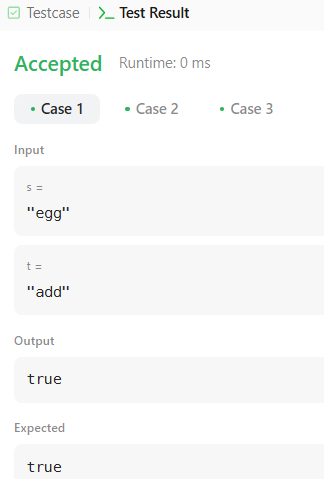 Testcase
Test Result
Accepted Runtime: 0 ms
Case 1 Case 2 Case 3
Input
s =
"egg"
t =
"add"
Output
true
Expected
true